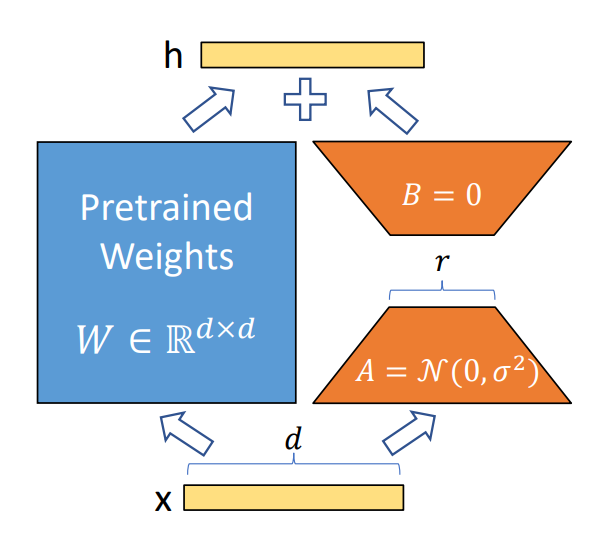 h
Pretrained
Weights
W ∈ ℝ^{d×d}
B = 0
r
A = 𝒩(0, σ²)
d
x